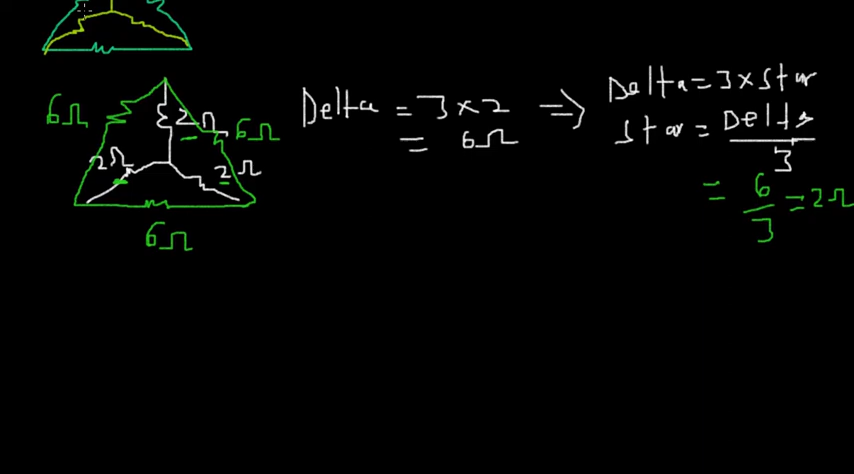 6Ω
2Ω
6Ω
2Ω
2Ω
6Ω
Delta = 3 × 2
= 6Ω
⇒
Delta = 3 × Star
Star = Delta / 3
= 6/3 = 2Ω